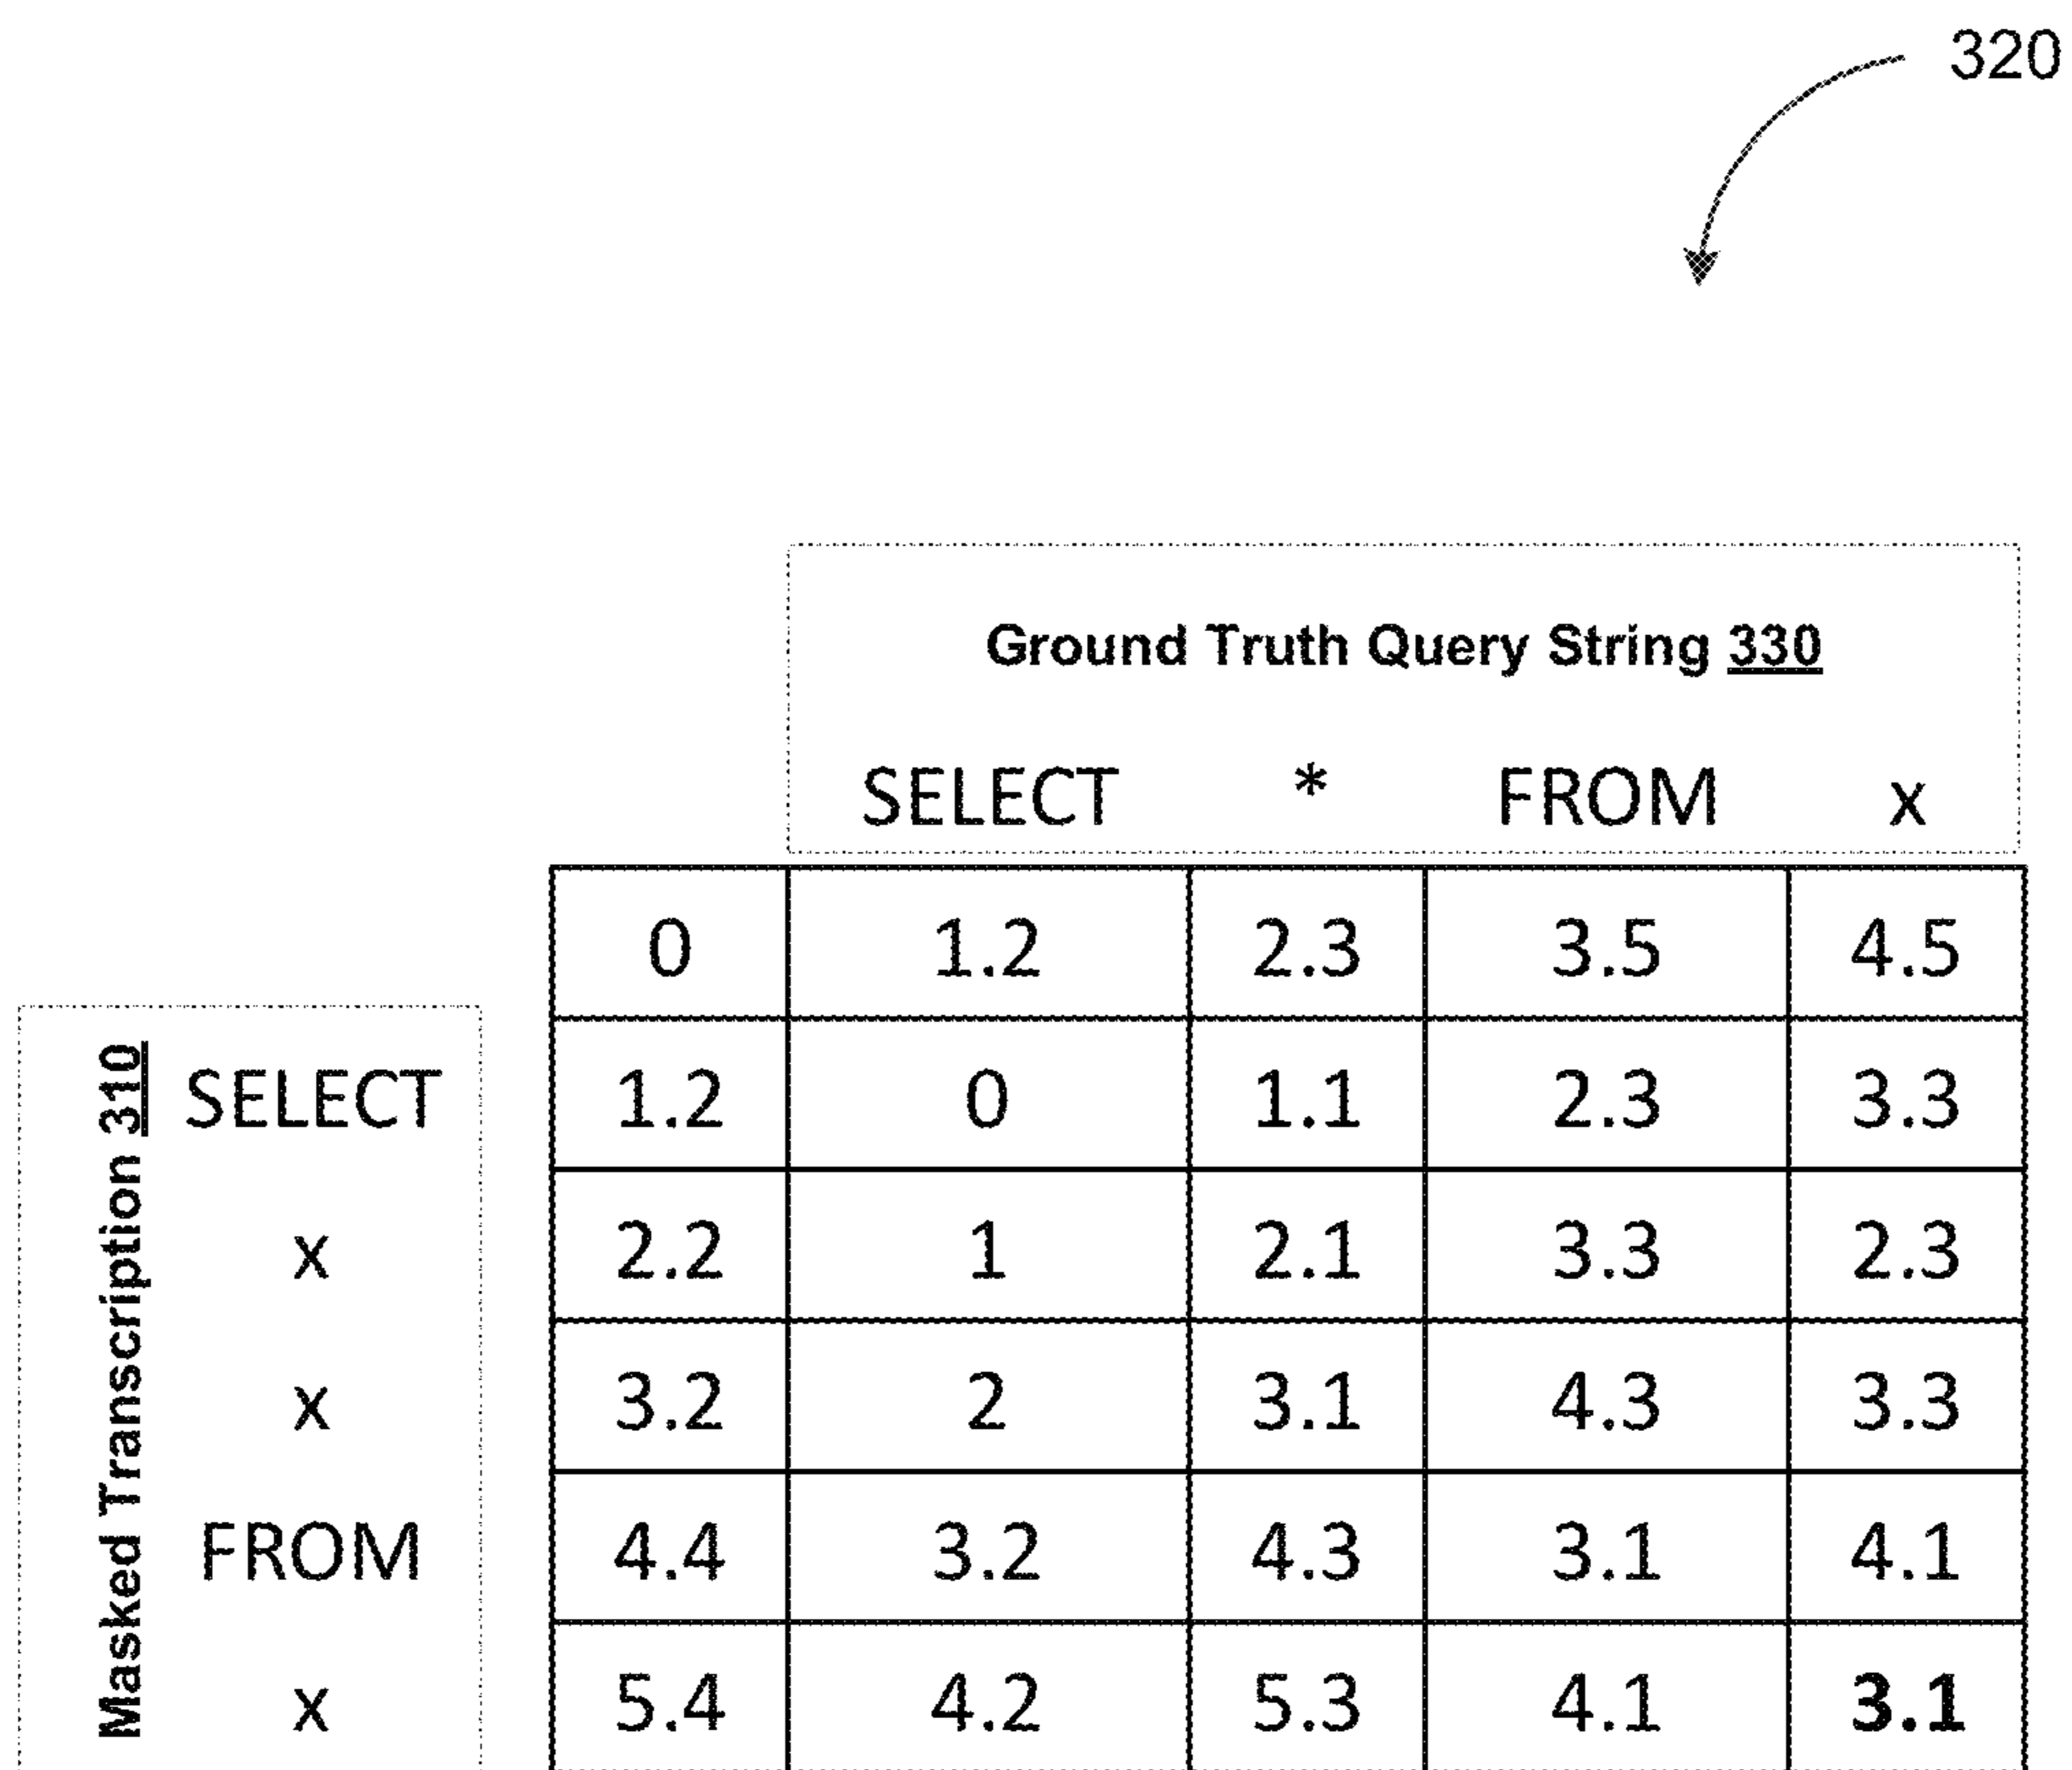 320
Ground Truth Query String 330
SELECT * FROM x
0 1.2 2.3 3.5 4.5
Masked Transcription 310
SELECT 1.2 0 1.1 2.3 3.3
x 2.2 1 2.1 3.3 2.3
x 3.2 2 3.1 4.3 3.3
FROM 4.4 3.2 4.3 3.1 4.1
x 5.4 4.2 5.3 4.1 3.1